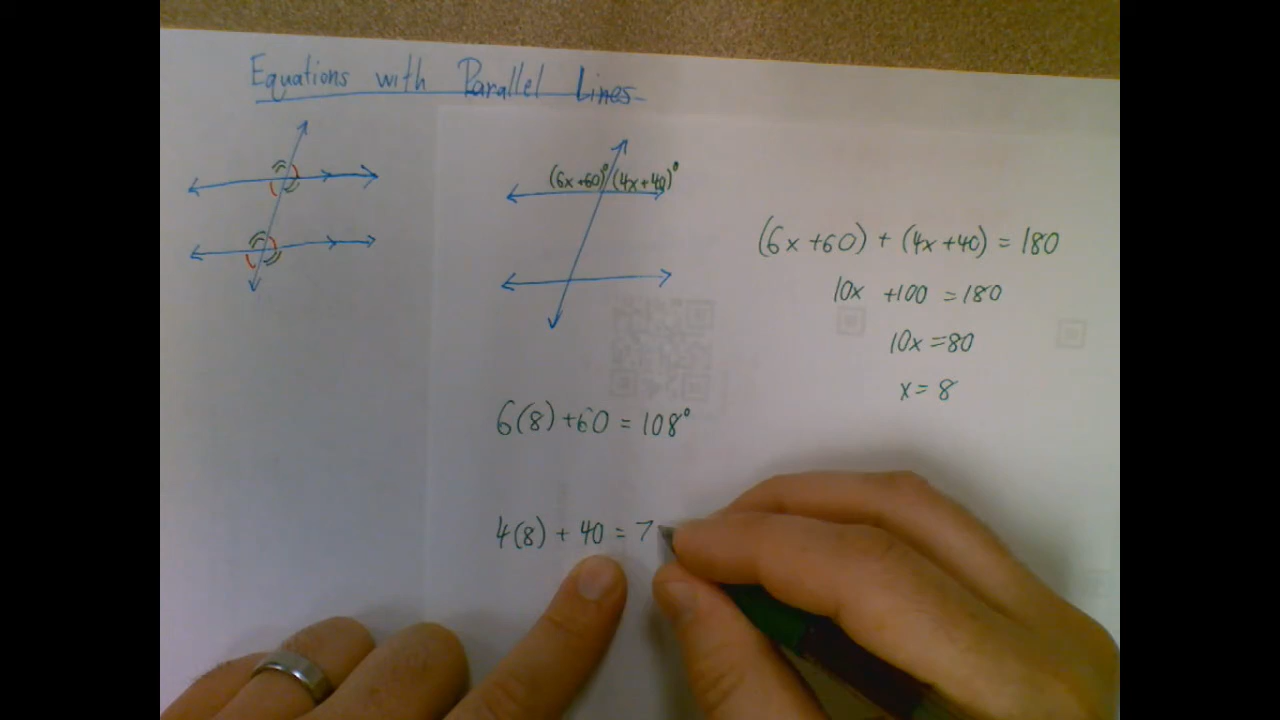 Equations with Parallel Lines
(6x+60)° (4x+40)°
(6x+60) + (4x+40) = 180
10x +100 = 180
10x = 80
x = 8
6(8) + 60 = 108°
4(8) + 40 = 7